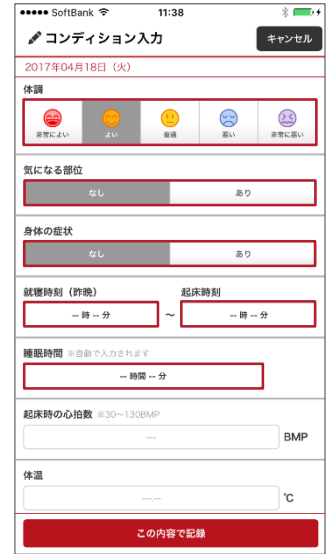 ●●●●● SoftBank 11:38
コンディション入力 キャンセル
2017年04月18日（火）
体調
非常によい よい 普通 悪い 非常に悪い
気になる部位
なし あり
身体の症状
なし あり
就寝時刻（昨晩） 起床時刻
-- 時 -- 分 ～ -- 時 -- 分
睡眠時間 ※自動で入力されます
-- 時間 -- 分
起床時の心拍数 ※30～130BMP
--- BMP
体温
---.-- ℃
この内容で記録